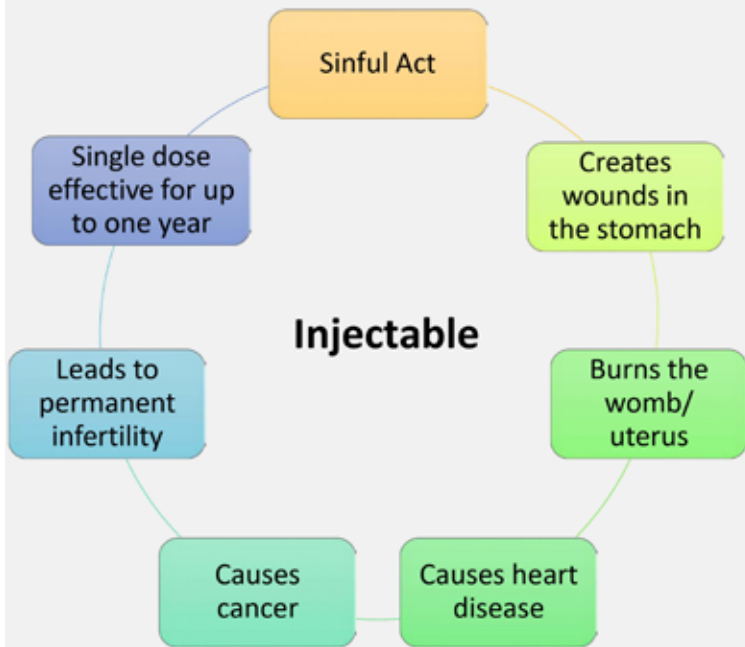 Sinful Act
Single dose
effective for up
to one year
Creates
wounds in
the stomach
Injectable
Leads to
permanent
infertility
Burns the
womb/
uterus
Causes
cancer
Causes heart
disease